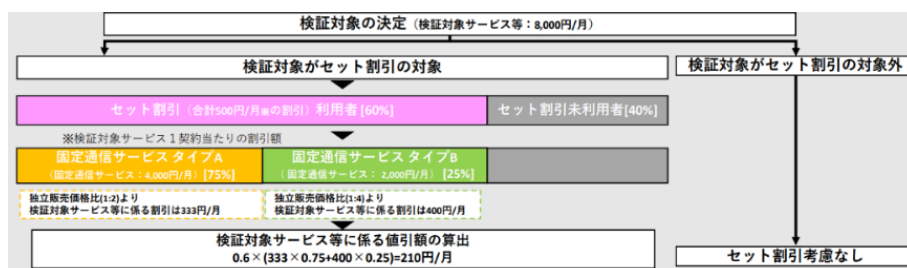 検証対象の決定（検証対象サービス等：8,000円/月）
検証対象がセット割引の対象
検証対象がセット割引の対象外
セット割引（合計500円/月※の割引）利用者[60%]
セット割引未利用者[40%]
※検証対象サービス１契約当たりの割引額
固定通信サービス タイプA
（固定通信サービス：4,000円/月）[75%]
固定通信サービス タイプB
（ 固定通信サービス： 2,000円/月）[25%]
独立販売価格比(1:2)より
検証対象サービス等に係る割引は333円/月
独立販売価格比(1:4)より
検証対象サービス等に係る割引は400円/月
検証対象サービス等に係る値引額の算出
0.6×(333×0.75+400×0.25)=210円/月
セット割引考慮なし